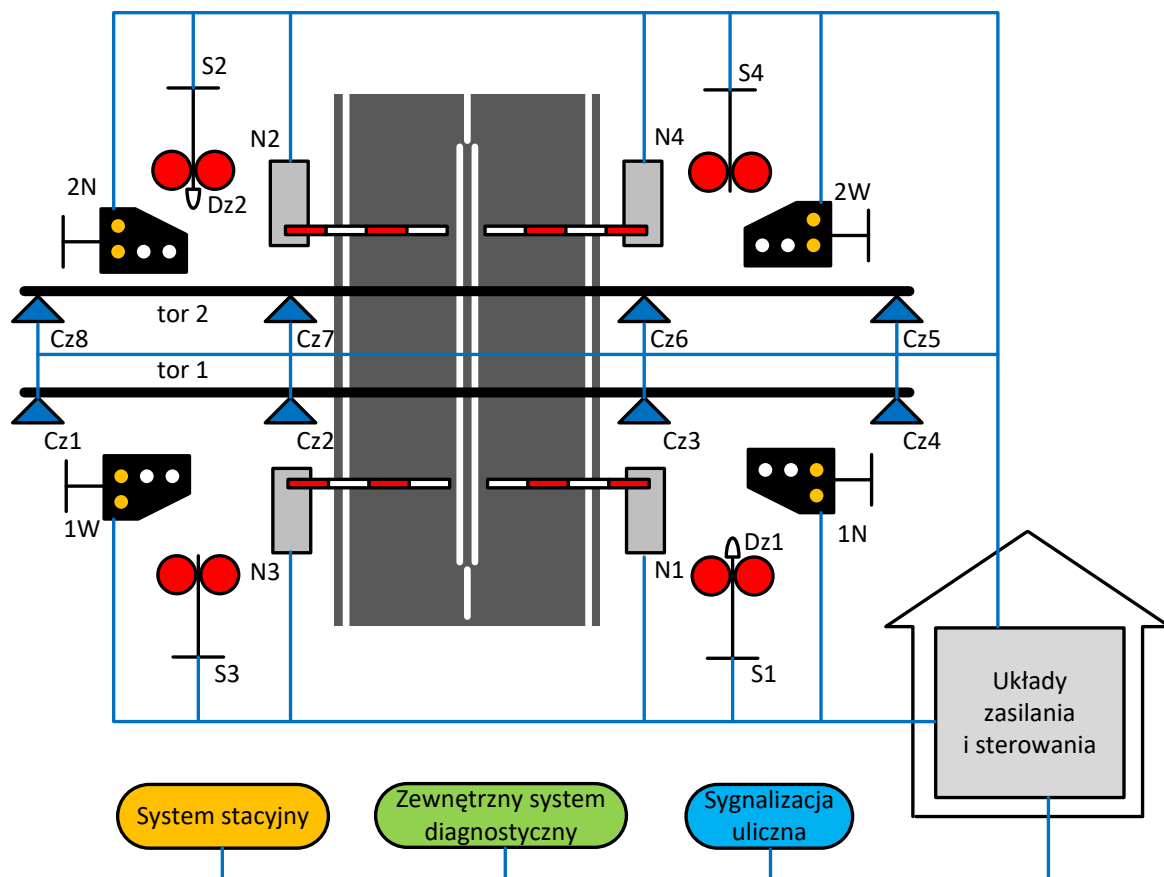 S2
S4
N2
N4
2N
Dz2
2W
tor 2
Cz8
Cz7
Cz6
Cz5
tor 1
Cz1
Cz2
Cz3
Cz4
1W
N3
N1
Dz1
1N
S3
S1
Układy
zasilania
i sterowania
System stacyjny
Zewnętrzny system
diagnostyczny
Sygnalizacja
uliczna